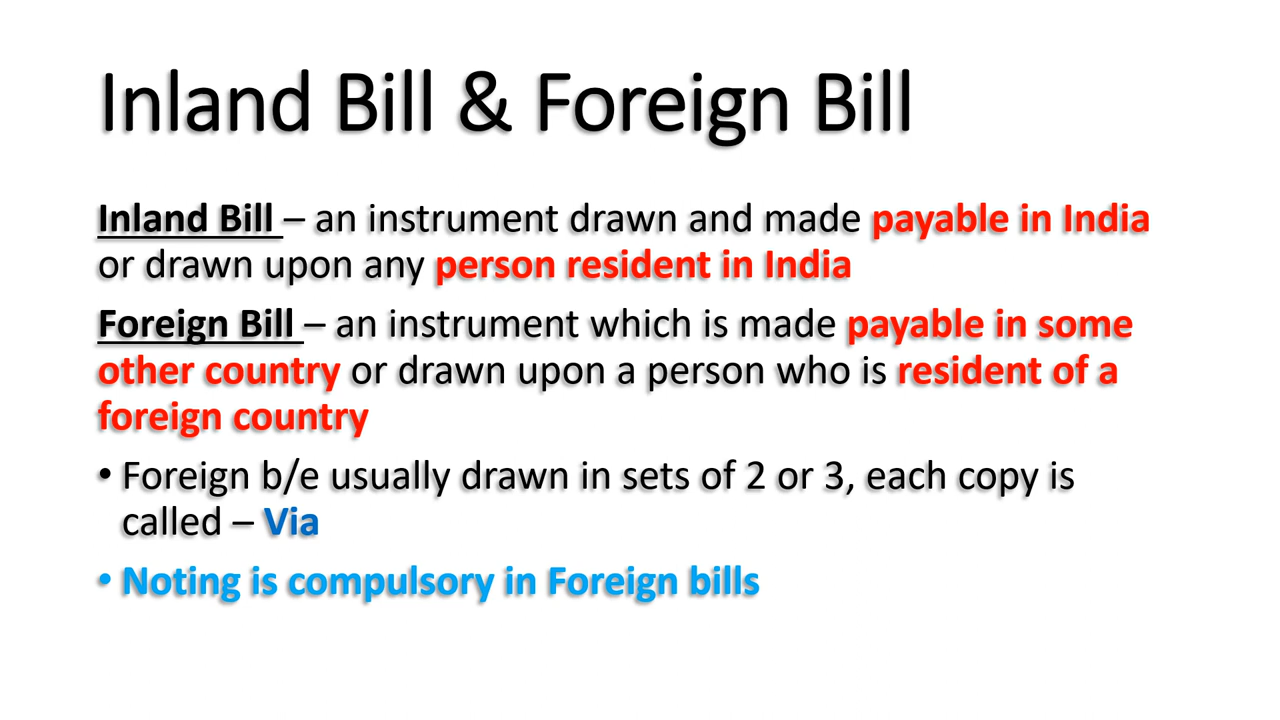 Inland Bill & Foreign Bill
Inland Bill – an instrument drawn and made payable in India
or drawn upon any person resident in India
Foreign Bill – an instrument which is made payable in some
other country or drawn upon a person who is resident of a
foreign country
• Foreign b/e usually drawn in sets of 2 or 3, each copy is
called – Via
• Noting is compulsory in Foreign bills